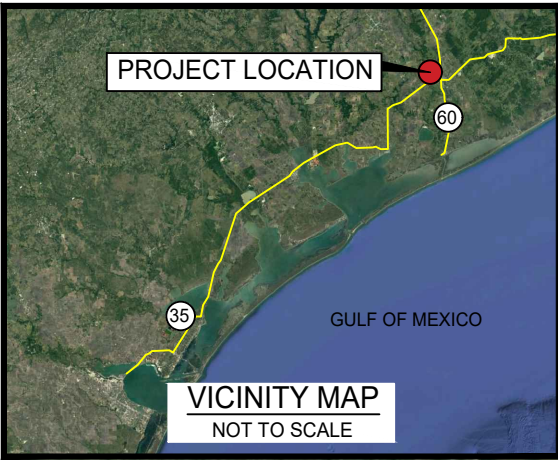 PROJECT LOCATION
60
35
GULF OF MEXICO
VICINITY MAP
NOT TO SCALE